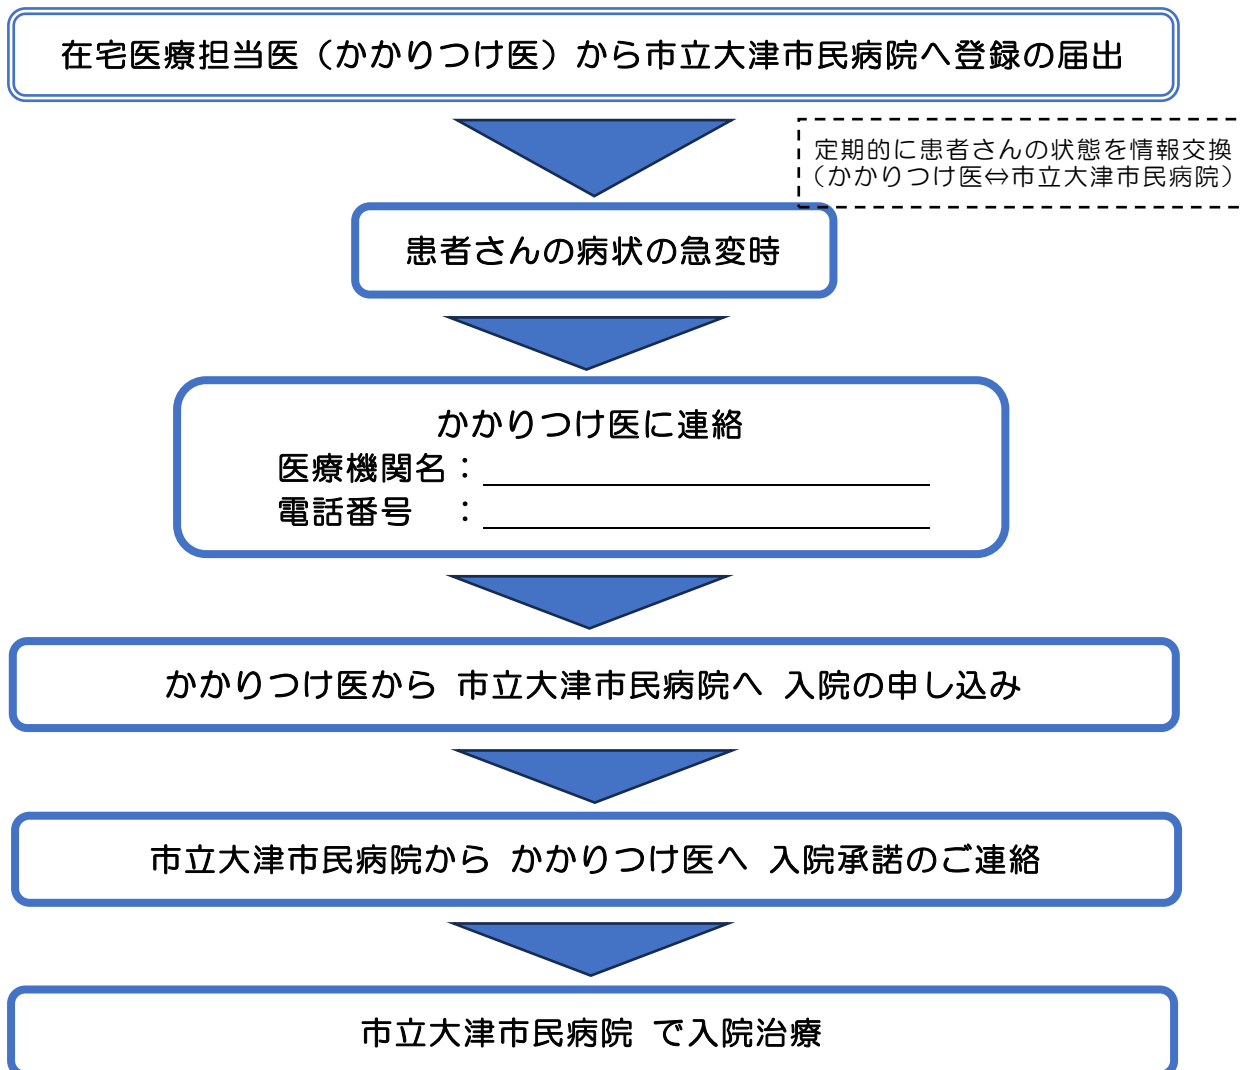 在宅医療担当医（かかりつけ医）から市立大津市民病院へ登録の届出
定期的に患者さんの状態を情報交換
（かかりつけ医⇔市立大津市民病院）
患者さんの病状の急変時
かかりつけ医に連絡
医療機関名：
電話番号　：
かかりつけ医から 市立大津市民病院へ 入院の申し込み
市立大津市民病院から かかりつけ医へ 入院承諾のご連絡
市立大津市民病院 で入院治療